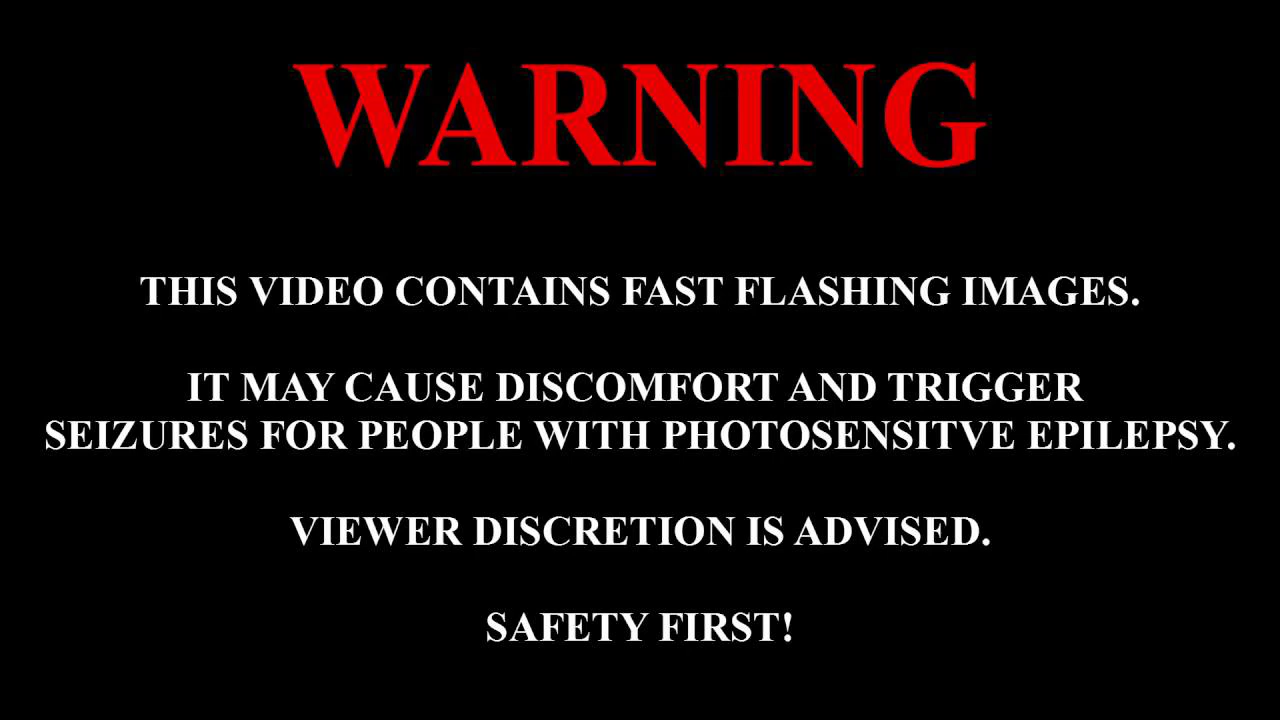 WARNING
THIS VIDEO CONTAINS FAST FLASHING IMAGES.
IT MAY CAUSE DISCOMFORT AND TRIGGER
SEIZURES FOR PEOPLE WITH PHOTOSENSITVE EPILEPSY.
VIEWER DISCRETION IS ADVISED.
SAFETY FIRST!